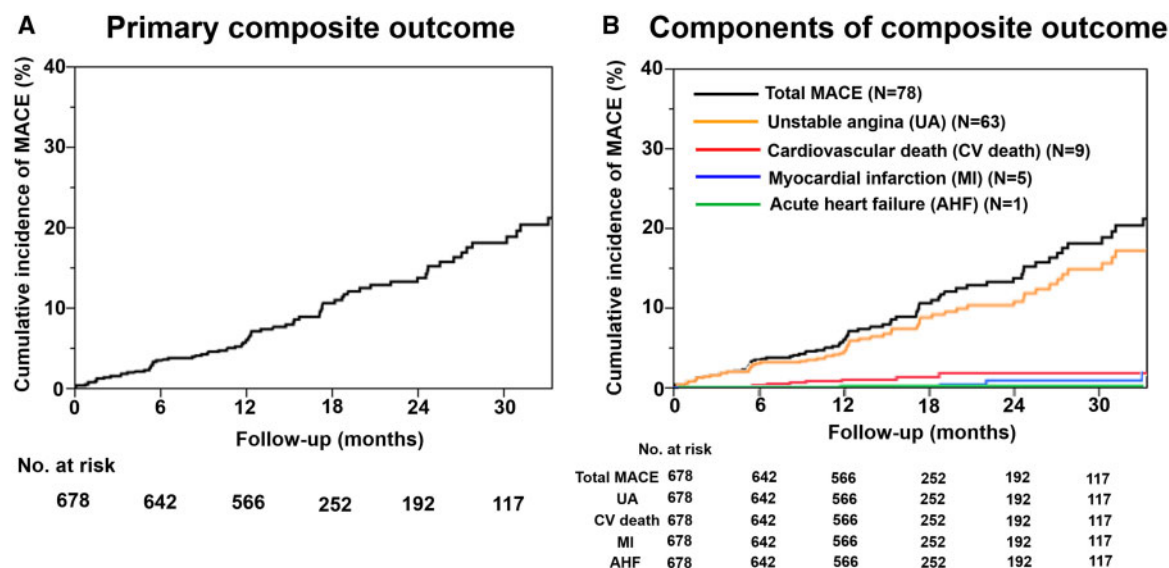 A Primary composite outcome
Cumulative incidence of MACE (%)
40
30
20
10
0
0 6 12 18 24 30
Follow-up (months)
No. at risk
678 642 566 252 192 117
B Components of composite outcome
Cumulative incidence of MACE (%)
40
30
20
10
0
Total MACE (N=78)
Unstable angina (UA) (N=63)
Cardiovascular death (CV death) (N=9)
Myocardial infarction (MI) (N=5)
Acute heart failure (AHF) (N=1)
0 6 12 18 24 30
Follow-up (months)
No. at risk
Total MACE 678 642 566 252 192 117
UA 678 642 566 252 192 117
CV death 678 642 566 252 192 117
MI 678 642 566 252 192 117
AHF 678 642 566 252 192 117